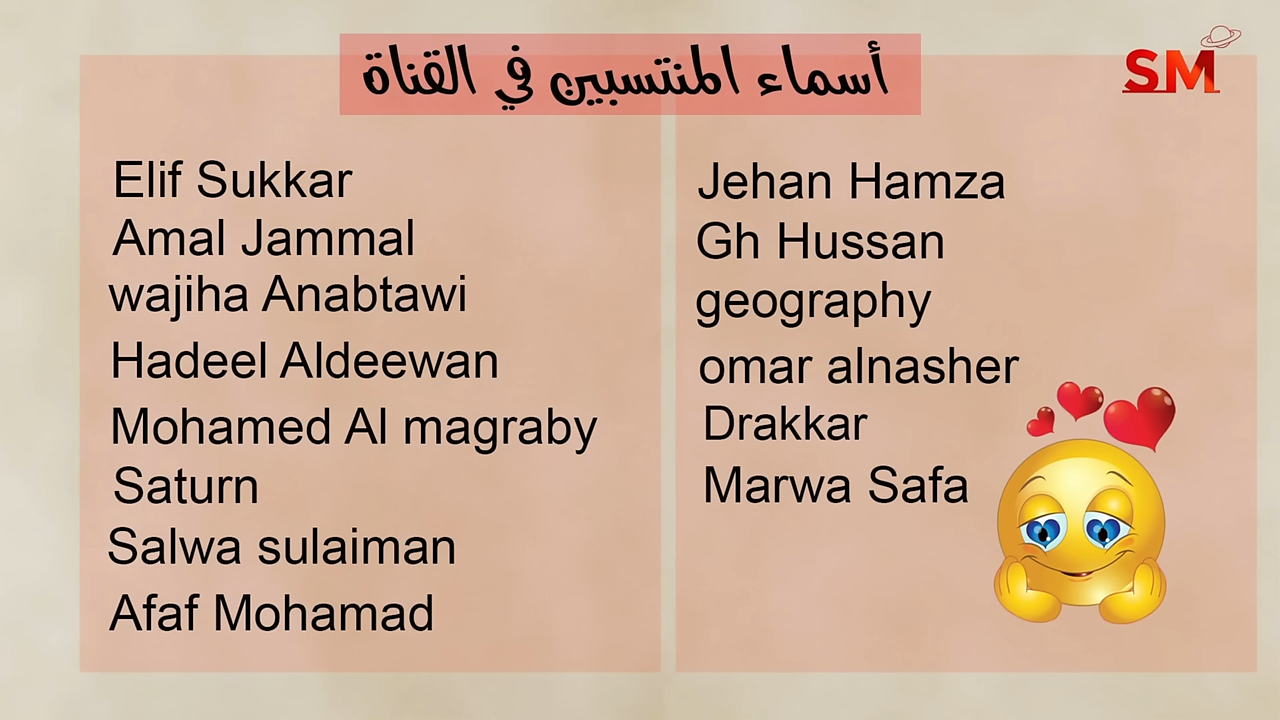 أسماء المنتسبين في القناة
SM
Elif Sukkar
Amal Jammal
wajiha Anabtawi
Hadeel Aldeewan
Mohamed Al magraby
Saturn
Salwa sulaiman
Afaf Mohamad
Jehan Hamza
Gh Hussan
geography
omar alnasher
Drakkar
Marwa Safa